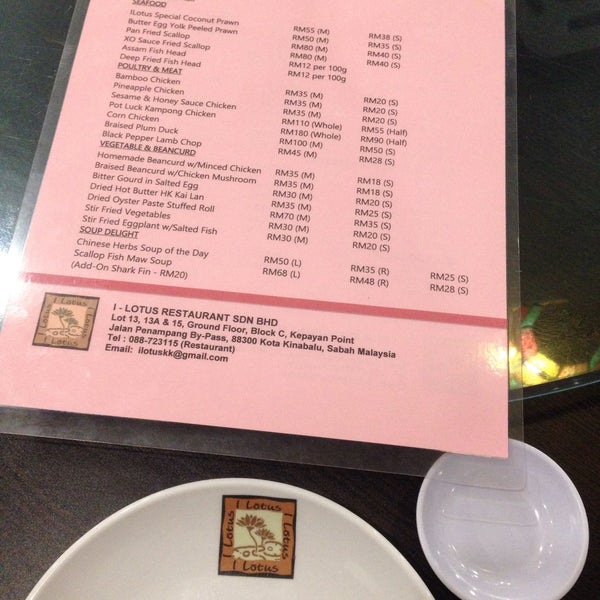 SEAFOOD
ILotus Special Coconut Prawn RM55 (M) RM38 (S)
Butter Egg Yolk Peeled Prawn RM50 (M) RM35 (S)
Pan Fried Scallop RM80 (M) RM40 (S)
XO Sauce Fried Scallop RM80 (M) RM40 (S)
Assam Fish Head RM12 per 100g
Deep Fried Fish Head RM12 per 100g
POULTRY & MEAT
Bamboo Chicken RM35 (M) RM20 (S)
Pineapple Chicken RM35 (M) RM20 (S)
Sesame & Honey Sauce Chicken RM35 (M) RM20 (S)
Pot Luck Kampong Chicken RM110 (Whole) RM55 (Half)
Corn Chicken RM180 (Whole) RM90 (Half)
Braised Plum Duck RM100 (M) RM50 (S)
Black Pepper Lamb Chop RM45 (M) RM28 (S)
VEGETABLE & BEANCURD
Homemade Beancurd w/Minced Chicken RM35 (M) RM18 (S)
Braised Beancurd w/Chicken Mushroom RM35 (M) RM18 (S)
Bitter Gourd in Salted Egg RM30 (M) RM20 (S)
Dried Hot Butter HK Kai Lan RM35 (M) RM25 (S)
Dried Oyster Paste Stuffed Roll RM70 (M) RM35 (S)
Stir Fried Vegetables RM30 (M) RM20 (S)
Stir Fried Eggplant w/Salted Fish RM30 (M) RM20 (S)
SOUP DELIGHT
Chinese Herbs Soup of the Day RM50 (L) RM35 (R) RM25 (S)
Scallop Fish Maw Soup RM68 (L) RM48 (R) RM28 (S)
(Add-On Shark Fin - RM20)
I - LOTUS RESTAURANT SDN BHD
Lot 13, 13A & 15, Ground Floor, Block C, Kepayan Point
Jalan Penampang By-Pass, 88300 Kota Kinabalu, Sabah Malaysia
Tel : 088-723115 (Restaurant)
Email: ilotuskk@gmail.com
I Lotus
I Lotus
I Lotus
I Lotus
I Lotus
I Lotus
I Lotus
I Lotus